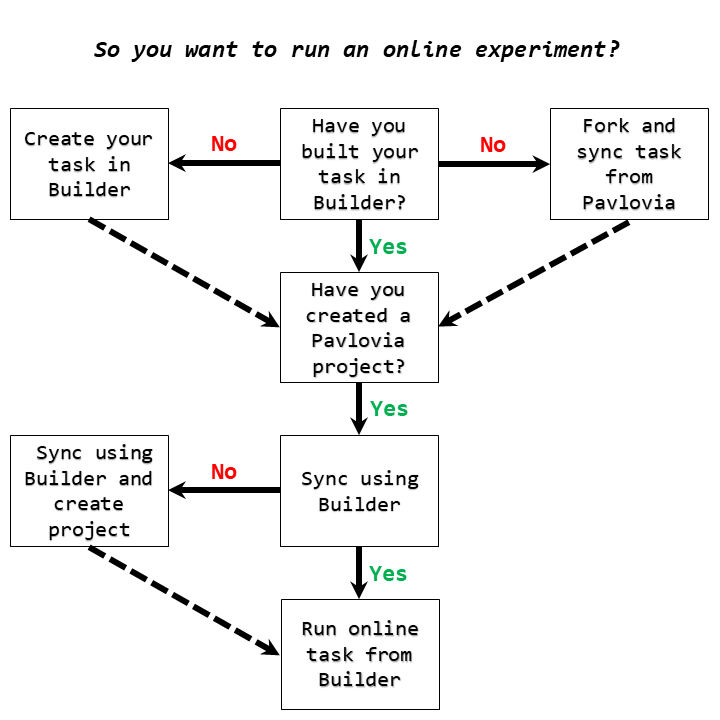 So you want to run an online experiment?
Create your
task in
Builder
No
Have you
built your
task in
Builder?
No
Fork and
sync task
from
Pavlovia
Yes
Have you
created a
Pavlovia
project?
Yes
Sync using
Builder and
create
project
No
Sync using
Builder
Yes
Run online
task from
Builder